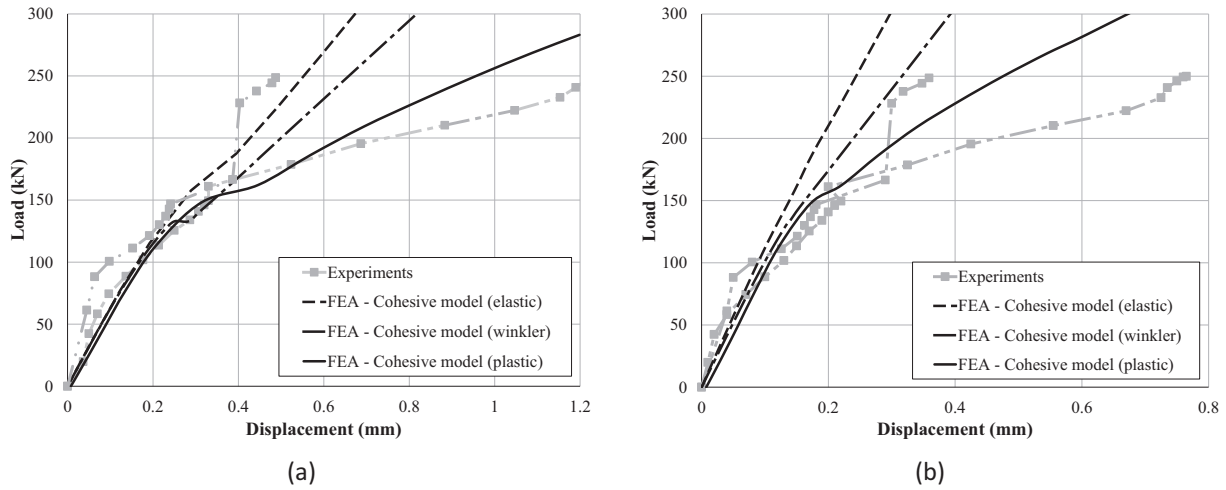 300
250
200
150
100
50
0
Load (kN)
0 0.2 0.4 0.6 0.8 1 1.2
Displacement (mm)
Experiments
FEA - Cohesive model (elastic)
FEA - Cohesive model (winkler)
FEA - Cohesive model (plastic)
(a)
300
250
200
150
100
50
0
Load (kN)
0 0.2 0.4 0.6 0.8
Displacement (mm)
Experiments
FEA - Cohesive model (elastic)
FEA - Cohesive model (winkler)
FEA - Cohesive model (plastic)
(b)